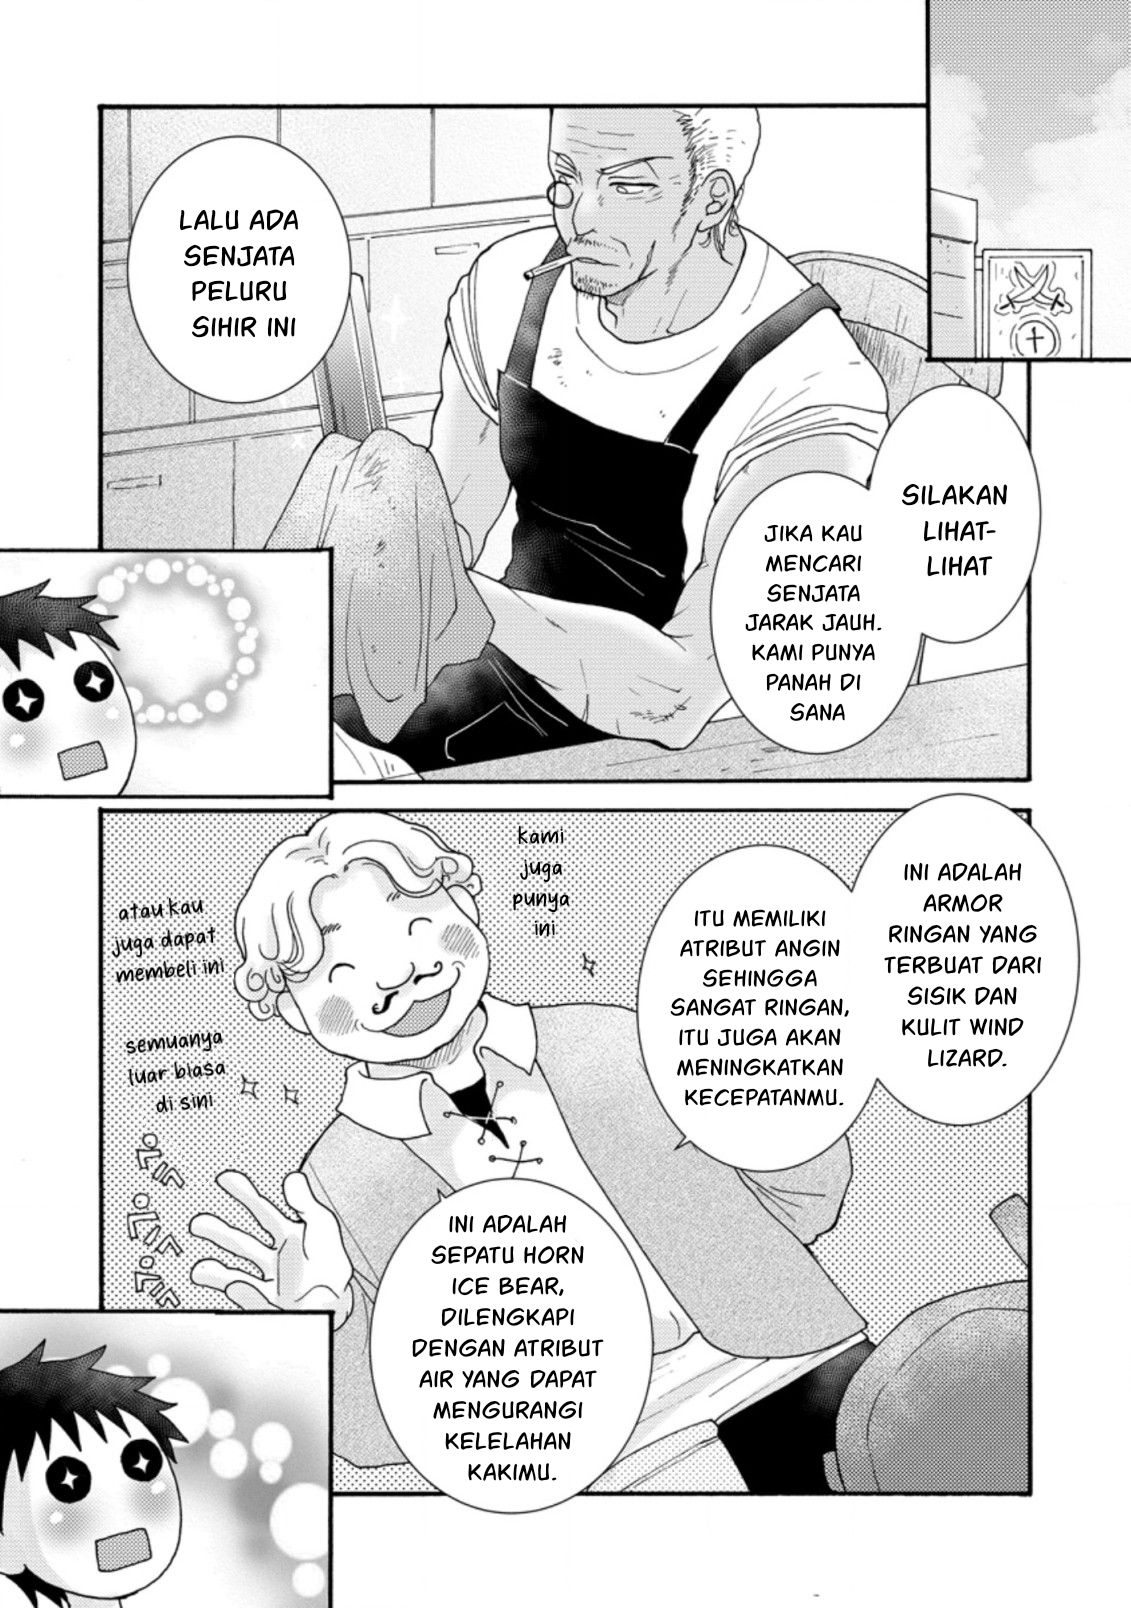 SILAKAN
LIHAT-
LIHAT
JIKA KAU
MENCARI
SENJATA
JARAK JAUH.
KAMI PUNYA
PANAH DI
SANA
LALU ADA
SENJATA
PELURU
SIHIR INI
INI ADALAH
ARMOR
RINGAN YANG
TERBUAT DARI
SISIK DAN
KULIT WIND
LIZARD.
ITU MEMILIKI
ATRIBUT ANGIN
SEHINGGA
SANGAT RINGAN,
ITU JUGA AKAN
MENINGKATKAN
KECEPATANMU.
kami
juga
punya
ini
atau kau
juga dapat
membeli ini
semuanya
luar biasa
di sini
INI ADALAH
SEPATU HORN
ICE BEAR,
DILENGKAPI
DENGAN ATRIBUT
AIR YANG DAPAT
MENGURANGI
KELELAHAN
KAKIMU.